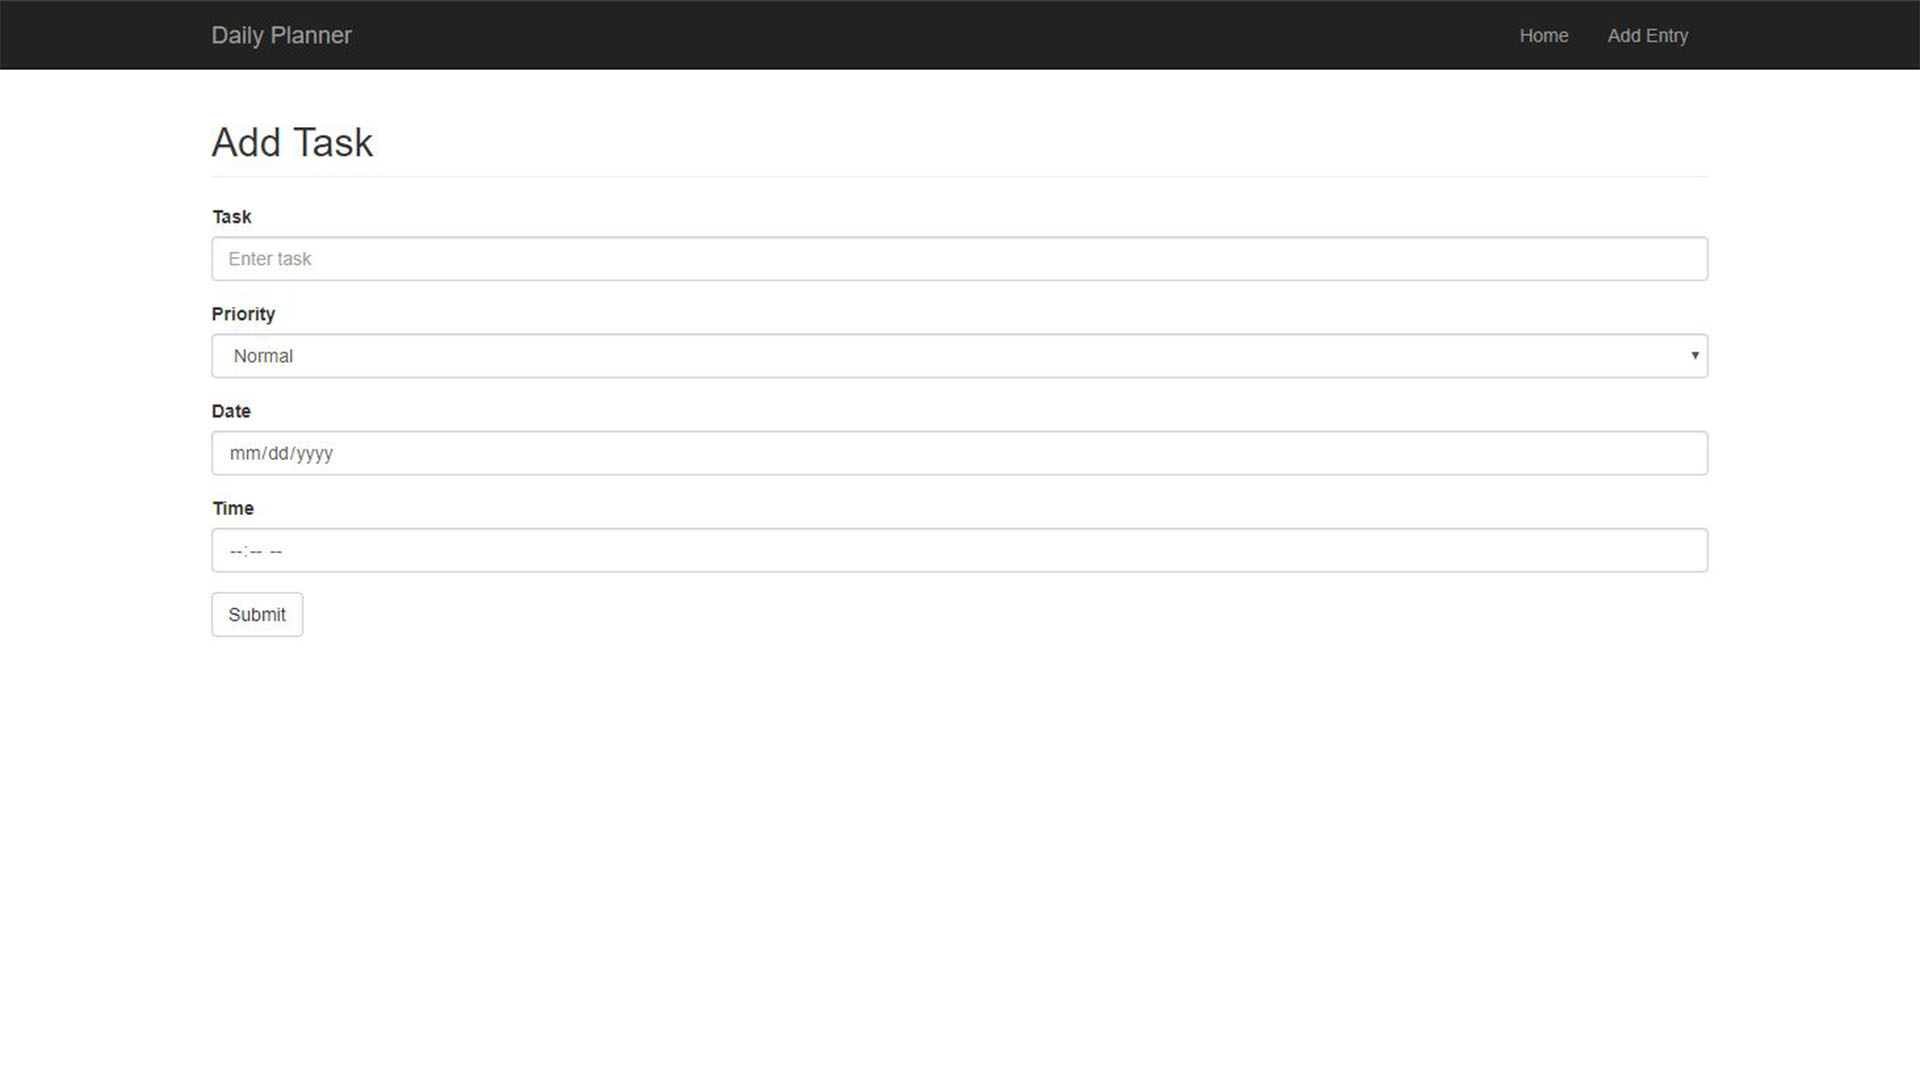 Daily Planner
Home
Add Entry
Add Task
Task
Enter task
Priority
Normal
Date
mm/dd/yyyy
Time
--:-- --
Submit